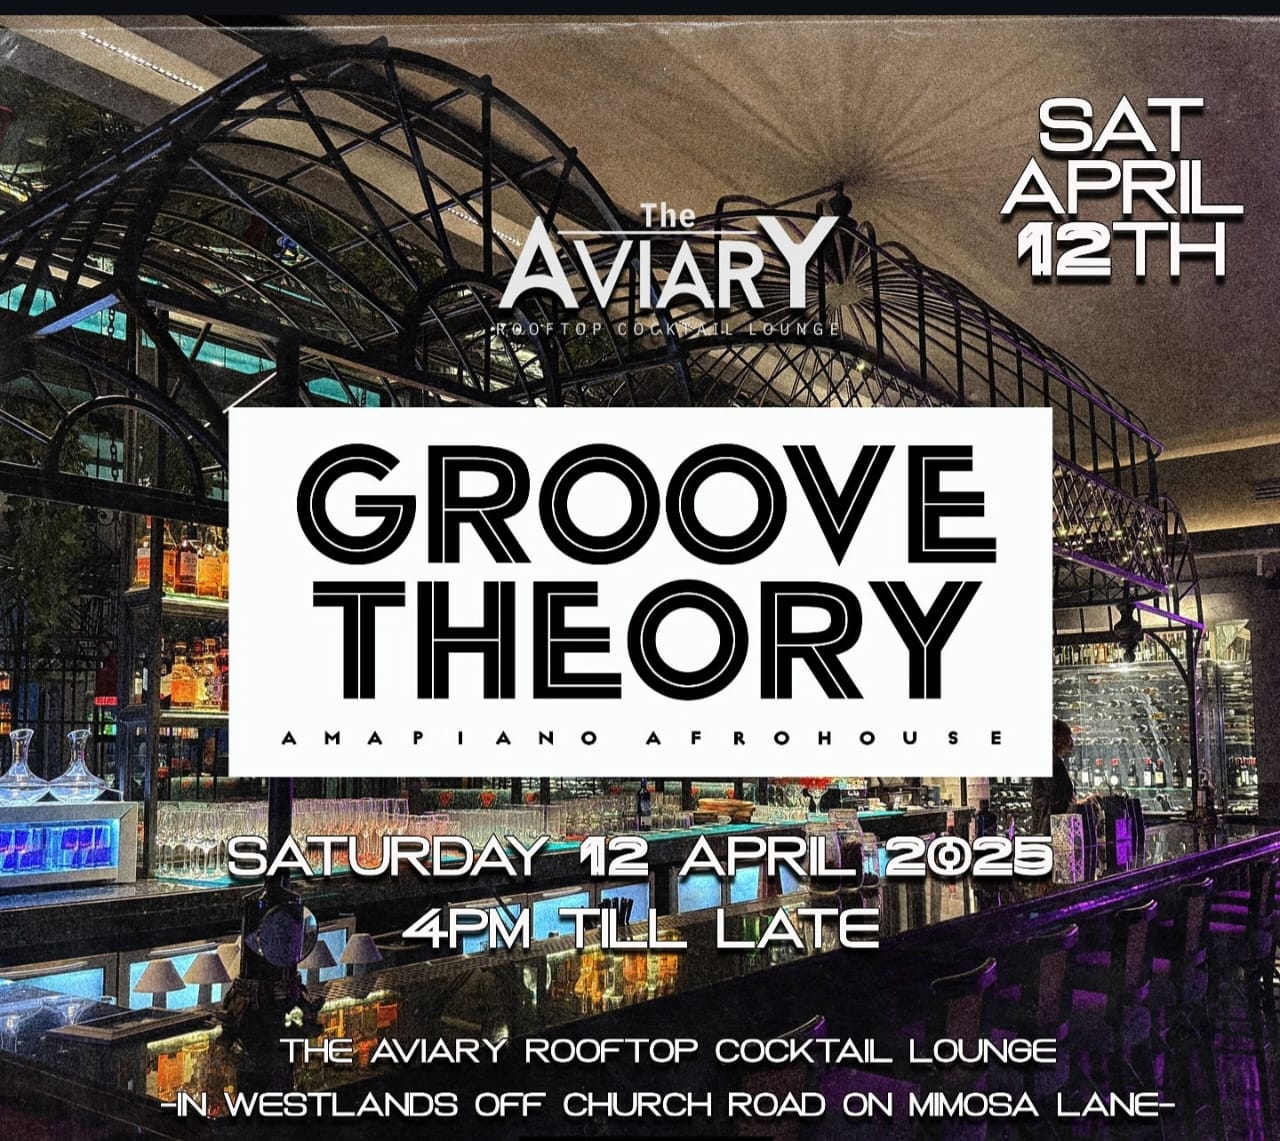 SAT
APRIL
12TH
The
AVIARY
ROOFTOP COCKTAIL LOUNGE
GROOVE
THEORY
AMAPIANO AFROHOUSE
SATURDAY 12 APRIL 2025
4PM TILL LATE
THE AVIARY ROOFTOP COCKTAIL LOUNGE
-IN WESTLANDS OFF CHURCH ROAD ON MIMOSA LANE-